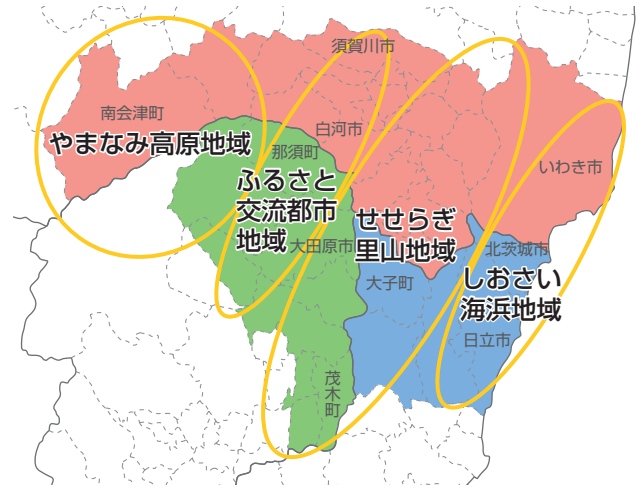 須賀川市
南会津町
白河市
やまなみ高原地域
那須町
いわき市
ふるさと
交流都市
地域
せせらぎ
里山地域
大田原市
北茨城市
大子町
しおさい
海浜地域
日立市
茂木町